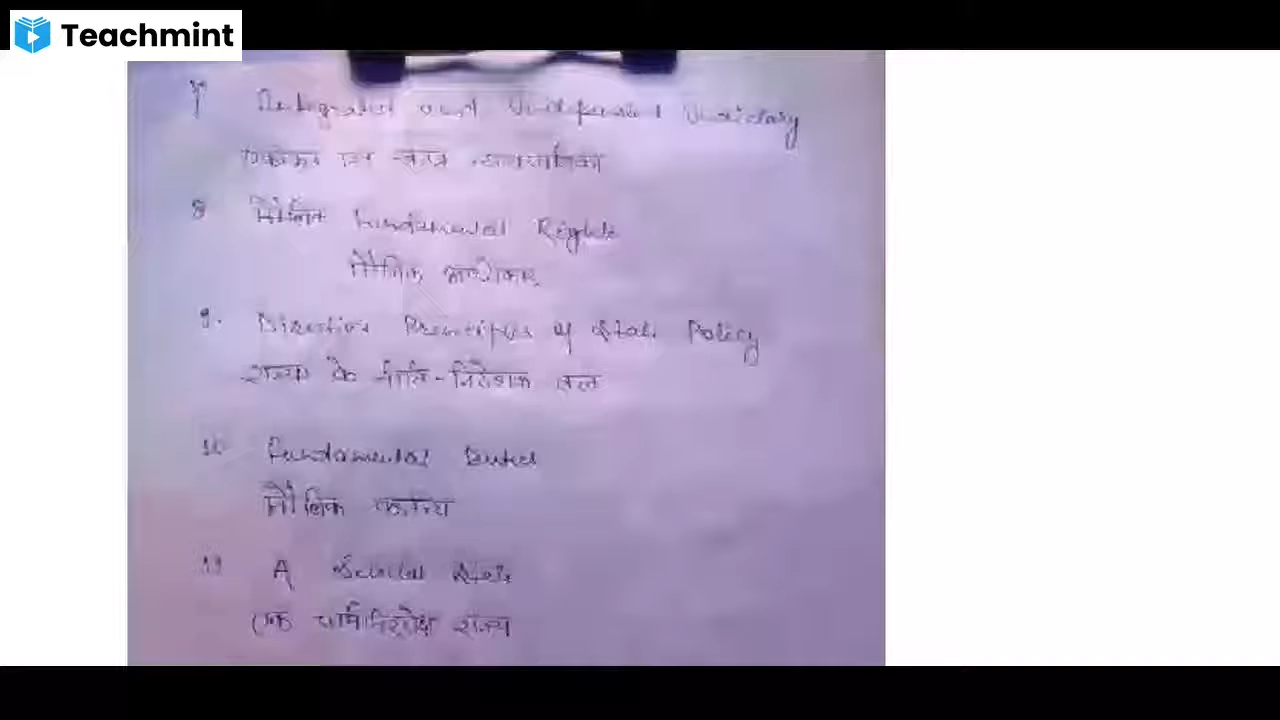 Teachmint
7 Integrated and Independent Judiciary
एकीकृत एवं स्वतंत्र न्यायपालिका
8 Fundamental Rights
मौलिक अधिकार
9. Directive Principles of State Policy
राज्य के नीति-निदेशक तत्व
10 Fundamental Duties
मौलिक कर्तव्य
11 A Secular State
एक धर्मनिरपेक्ष राज्य